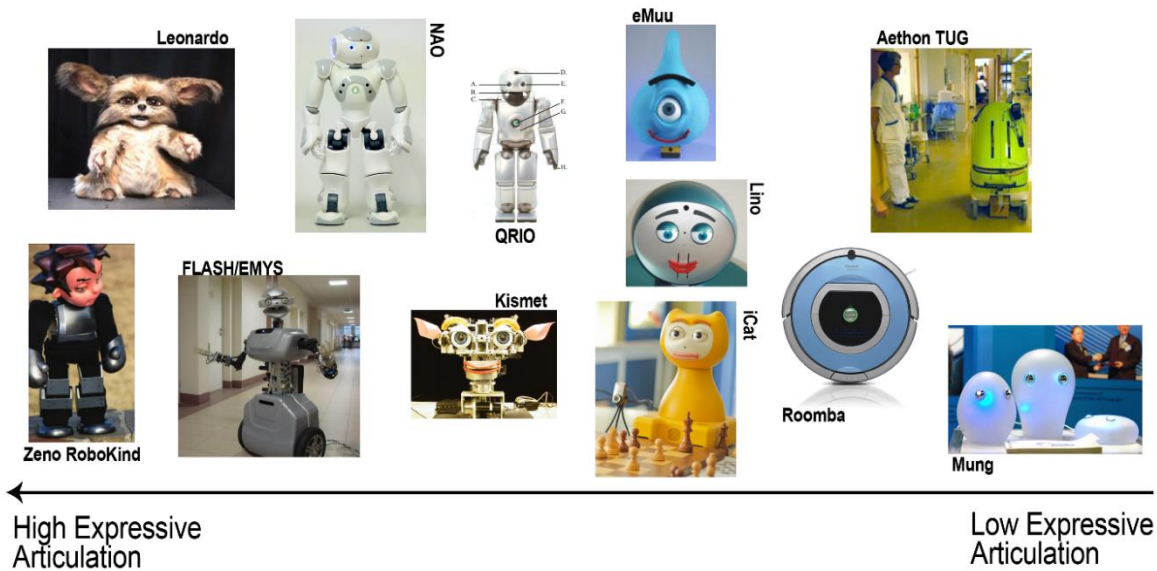 Leonardo
NAO
eMuu
Aethon TUG
A.
B.
C.
D.
E.
F.
G.
H.
QRIO
Lino
Zeno RoboKind
FLASH/EMYS
Kismet
iCat
Roomba
Mung
High Expressive
Articulation
Low Expressive
Articulation